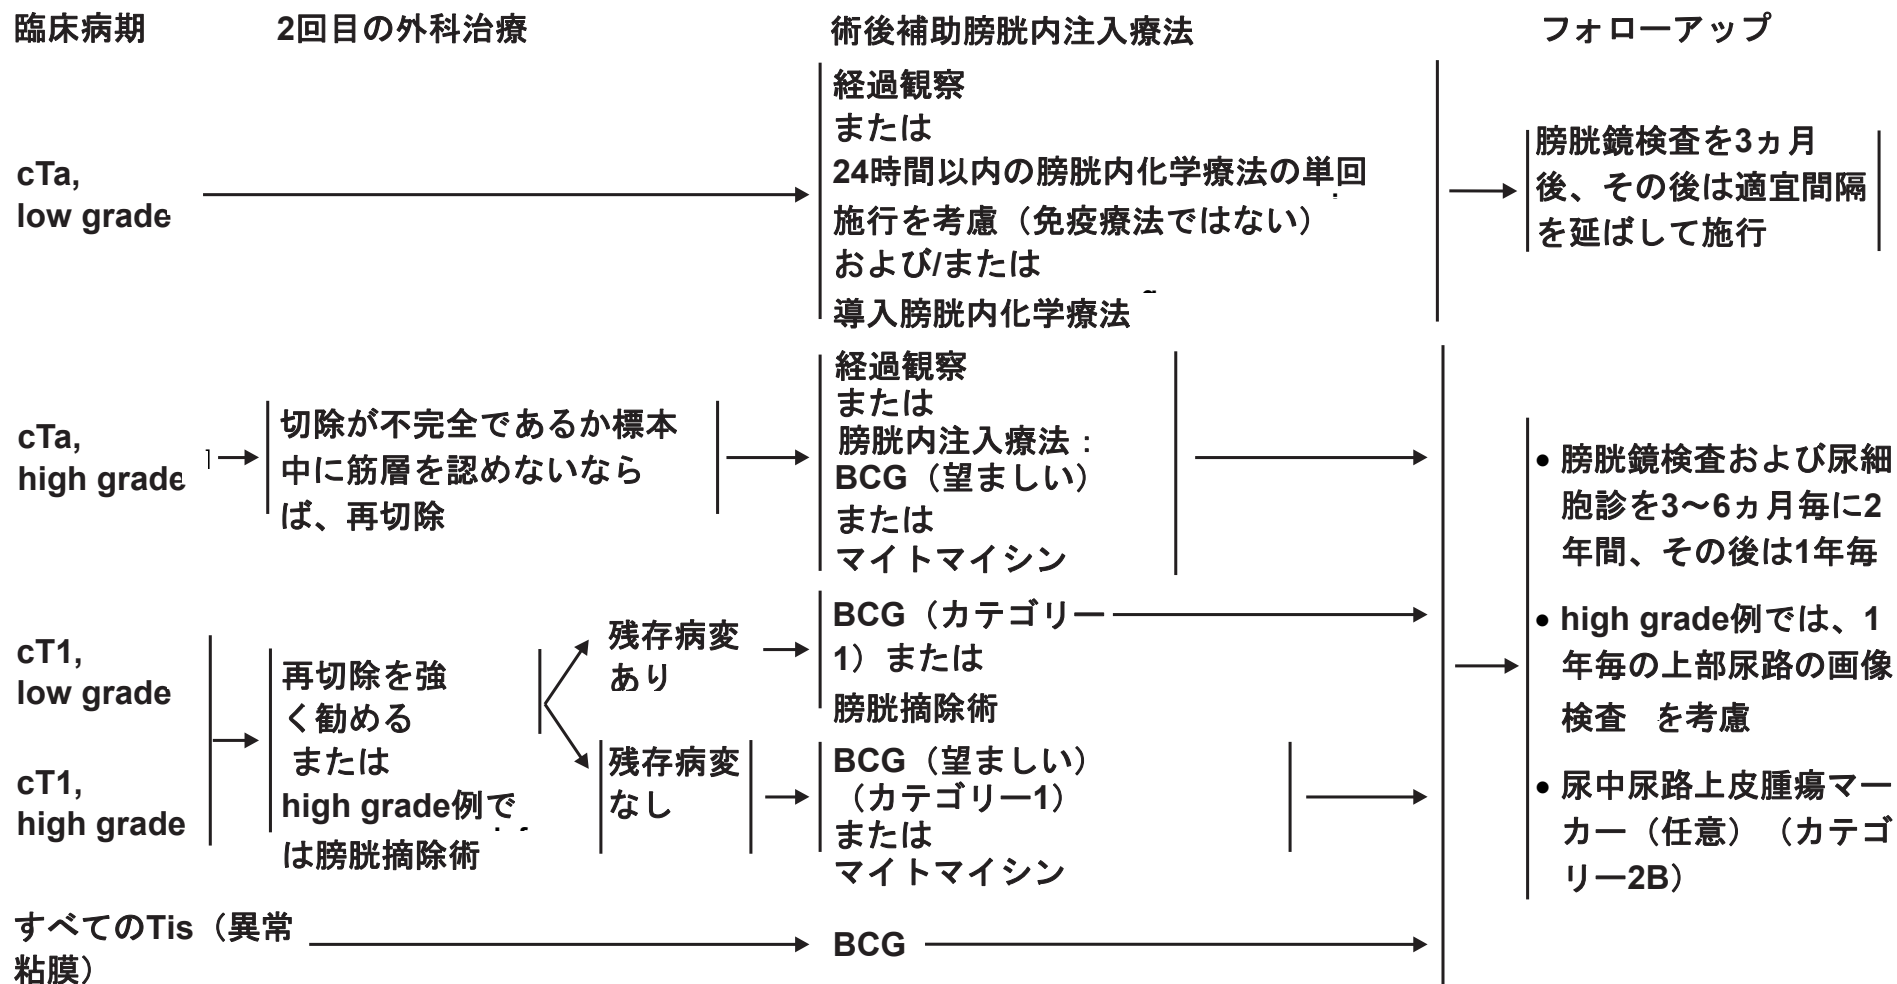 臨床病期
2回目の外科治療
術後補助膀胱内注入療法
フォローアップ
cTa,
low grade
経過観察
または
24時間以内の膀胱内化学療法の単回
施行を考慮（免疫療法ではない）
および/または
導入膀胱内化学療法
膀胱鏡検査を3ヵ月
後、その後は適宜間隔
を延ばして施行
cTa,
high grade
切除が不完全であるか標本
中に筋層を認めないなら
ば、再切除
経過観察
または
膀胱内注入療法：
BCG（望ましい）
または
マイトマイシン
cT1,
low grade
cT1,
high grade
再切除を強
く勧める
または
high grade例で
は膀胱摘除術
残存病変
あり
BCG（カテゴリー
1）または
膀胱摘除術
残存病変
なし
BCG（望ましい）
（カテゴリー1）
または
マイトマイシン
すべてのTis（異常
粘膜）
BCG
• 膀胱鏡検査および尿細
胞診を3～6ヵ月毎に2
年間、その後は1年毎
• high grade例では、1
年毎の上部尿路の画像
検査 を考慮
• 尿中尿路上皮腫瘍マー
カー（任意）（カテゴ
リー2B）